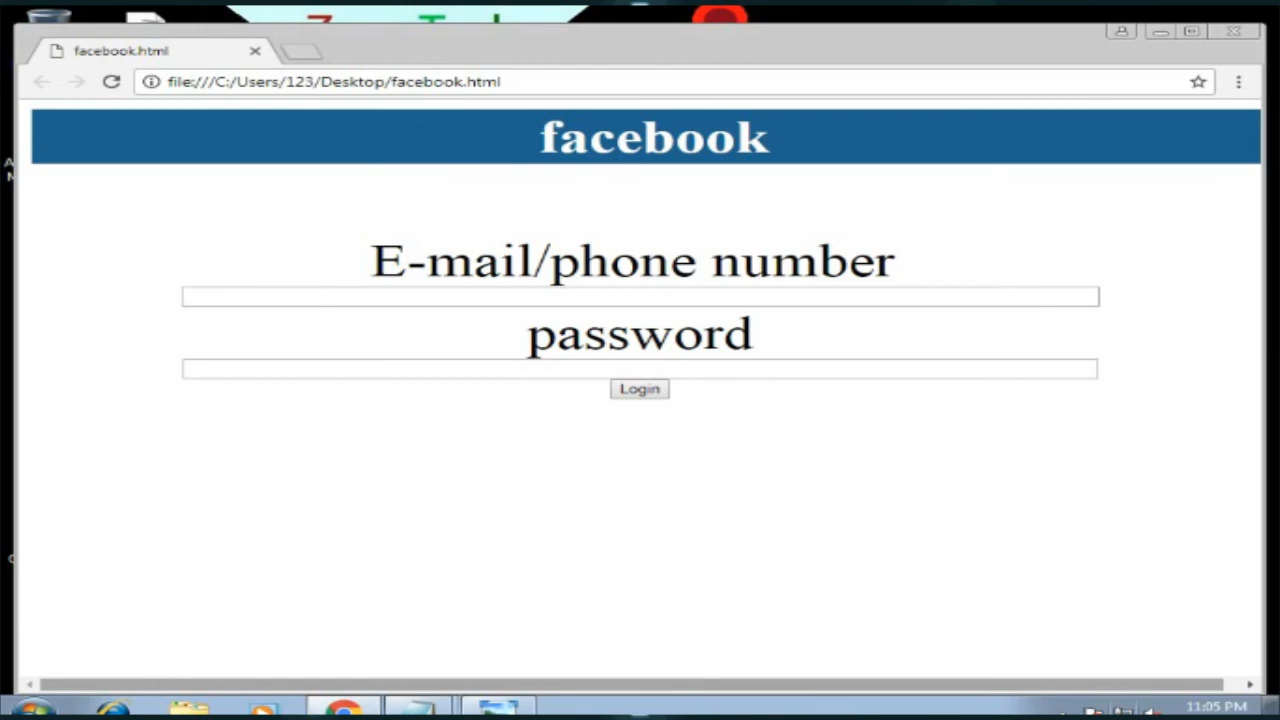 facebook.html
file:///C:/Users/123/Desktop/facebook.html
facebook
E-mail/phone number
password
Login
11:05 PM